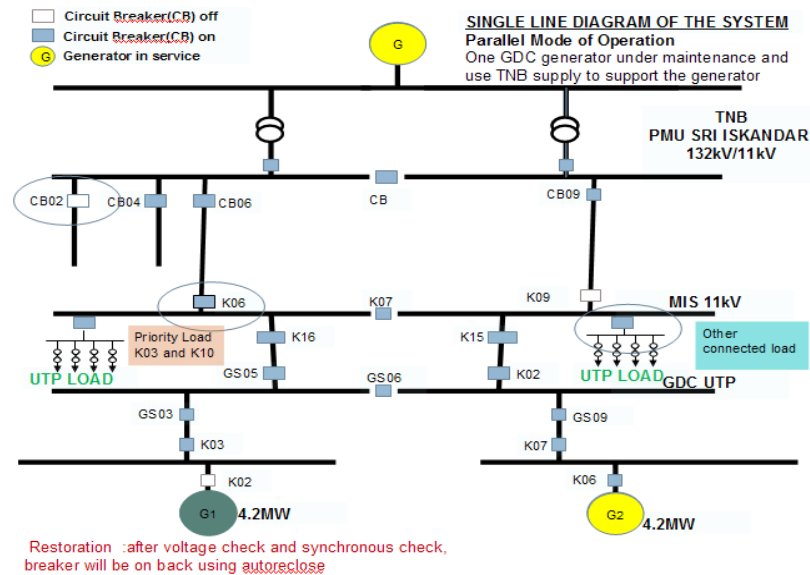 Circuit Breaker(CB) off
Circuit Breaker(CB) on
G Generator in service
G
SINGLE LINE DIAGRAM OF THE SYSTEM
Parallel Mode of Operation
One GDC generator under maintenance and
use TNB supply to support the generator
TNB
PMU SRI ISKANDAR
132kV/11kV
CB02
CB04
CB06
CB
CB09
K06
K07
K09
MIS 11kV
Priority Load
K03 and K10
K16
K15
Other
connected load
UTP LOAD
GS05
GS06
K02
UTP LOAD
GDC UTP
GS03
GS09
K03
K07
K02
K06
G1
4.2MW
G2
4.2MW
Restoration :after voltage check and synchronous check,
breaker will be on back using autoreclose